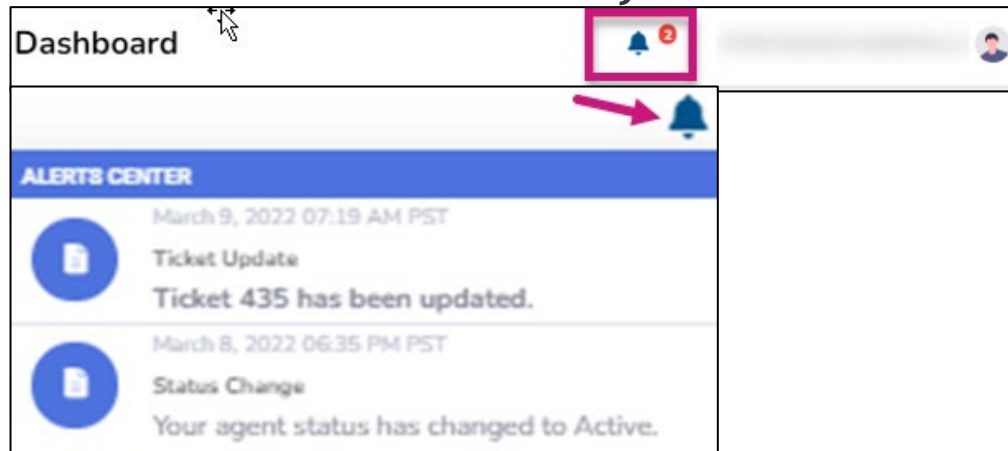 Dashboard
2
ALERTS CENTER
March 9, 2022 07:19 AM PST
Ticket Update
Ticket 435 has been updated.
March 8, 2022 06:35 PM PST
Status Change
Your agent status has changed to Active.